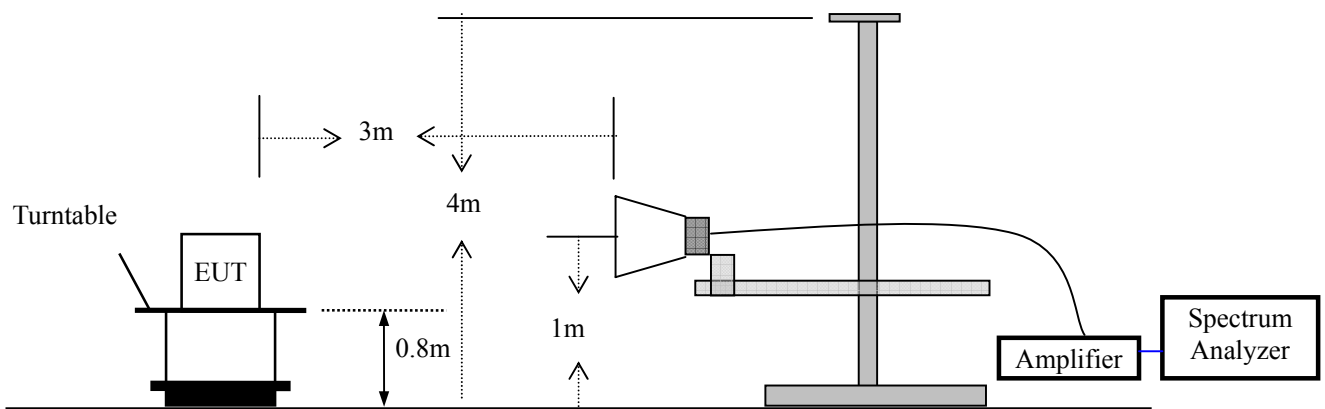 3m
4m
Turntable
EUT
1m
0.8m
Spectrum
Analyzer
Amplifier